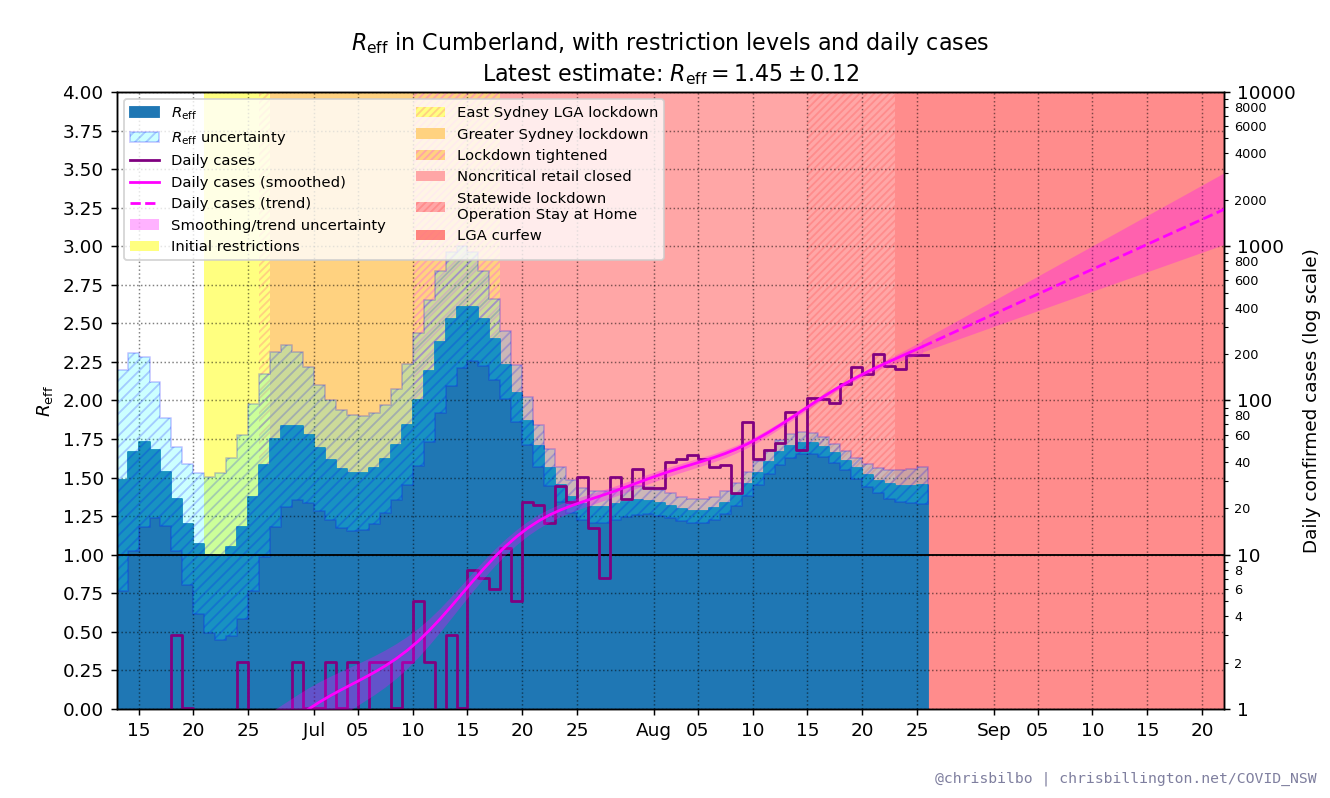 Reff in Cumberland, with restriction levels and daily cases
Latest estimate: Reff = 1.45 ± 0.12
Reff
Reff uncertainty
Daily cases
Daily cases (smoothed)
Daily cases (trend)
Smoothing/trend uncertainty
Initial restrictions
East Sydney LGA lockdown
Greater Sydney lockdown
Lockdown tightened
Noncritical retail closed
Statewide lockdown
Operation Stay at Home
LGA curfew
Reff
4.00
3.75
3.50
3.25
3.00
2.75
2.50
2.25
2.00
1.75
1.50
1.25
1.00
0.75
0.50
0.25
0.00
15 20 25 Jul 05 10 15 20 25 Aug 05 10 15 20 25 Sep 05 10 15 20
10000
8000
6000
4000
2000
1000
800
600
400
200
100
80
60
40
20
10
8
6
4
2
1
Daily confirmed cases (log scale)
@chrisbilbo | chrisbillington.net/COVID_NSW